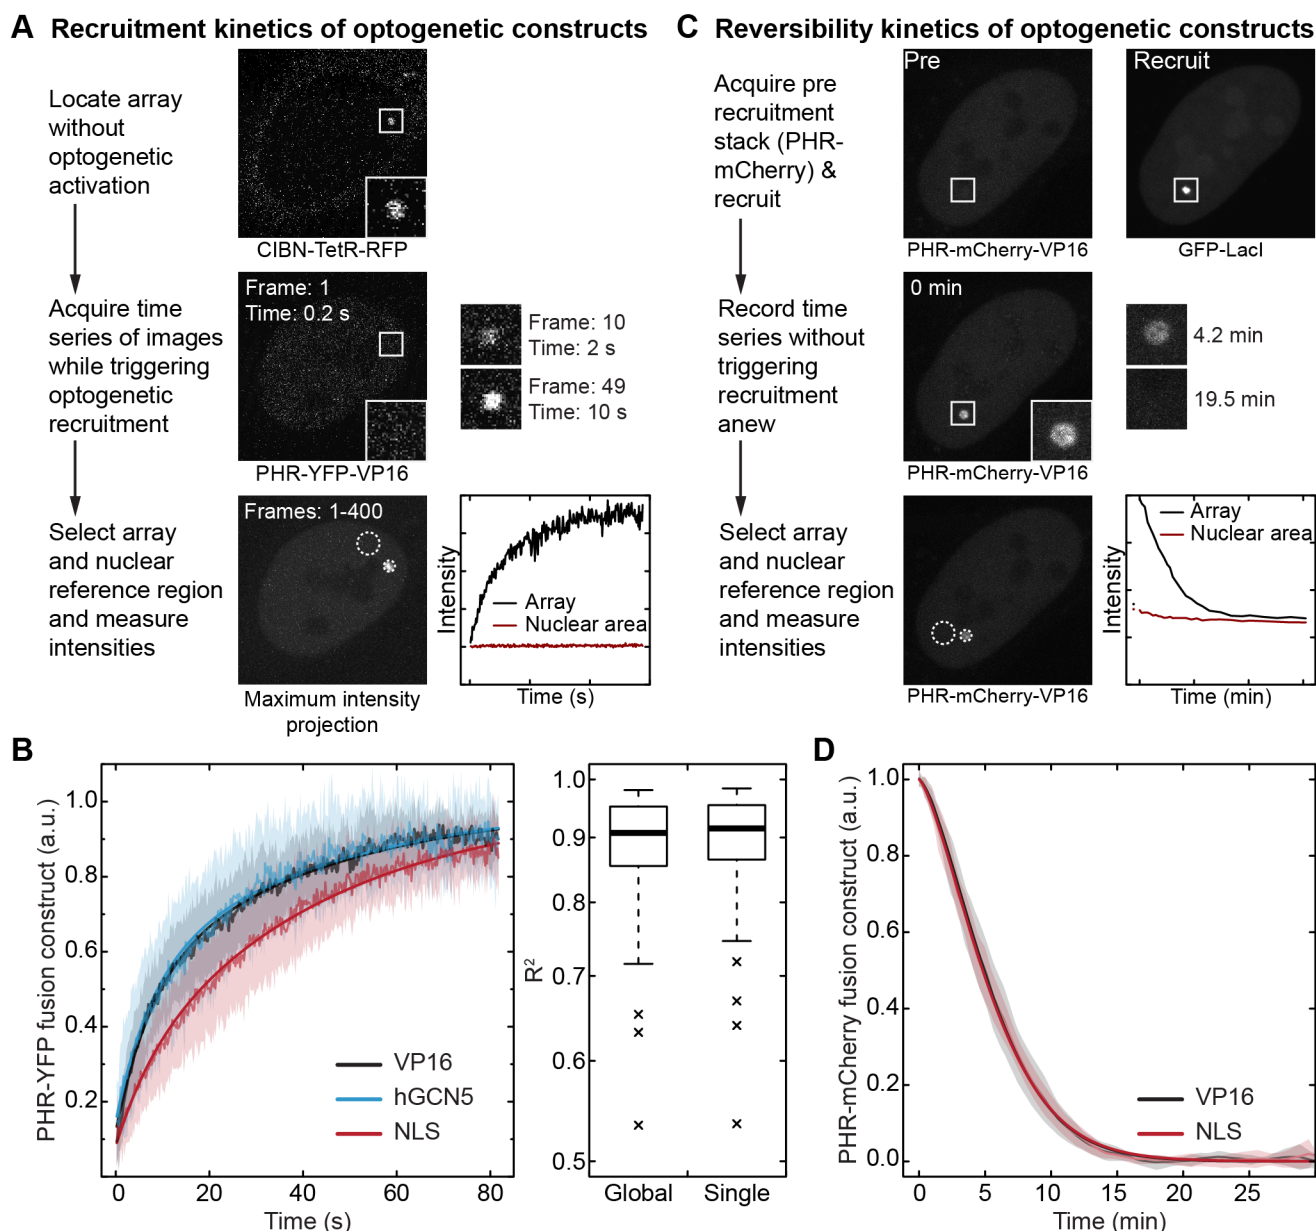 A Recruitment kinetics of optogenetic constructs
Locate array
without
optogenetic
activation
CIBN-TetR-RFP
Acquire time
series of images
while triggering
optogenetic
recruitment
Frame: 1
Time: 0.2 s
PHR-YFP-VP16
Frame: 10
Time: 2 s
Frame: 49
Time: 10 s
Select array
and nuclear
reference region
and measure
intensities
Frames: 1-400
Maximum intensity
projection
Intensity
Array
Nuclear area
Time (s)
C Reversibility kinetics of optogenetic constructs
Acquire pre
recruitment
stack (PHR-
mCherry) &
recruit
Pre
PHR-mCherry-VP16
Recruit
GFP-LacI
Record time
series without
triggering
recruitment
anew
0 min
PHR-mCherry-VP16
4.2 min
19.5 min
Select array
and nuclear
reference region
and measure
intensities
PHR-mCherry-VP16
Intensity
Array
Nuclear area
Time (min)
B
PHR-YFP fusion construct (a.u.)
1.0
0.8
0.6
0.4
0.2
VP16
hGCN5
NLS
0 20 40 60 80
Time (s)
R²
1.0
0.9
0.8
0.7
0.6
0.5
Global Single
D
PHR-mCherry fusion construct (a.u.)
1.0
0.8
0.6
0.4
0.2
0.0
VP16
NLS
0 5 10 15 20 25
Time (min)